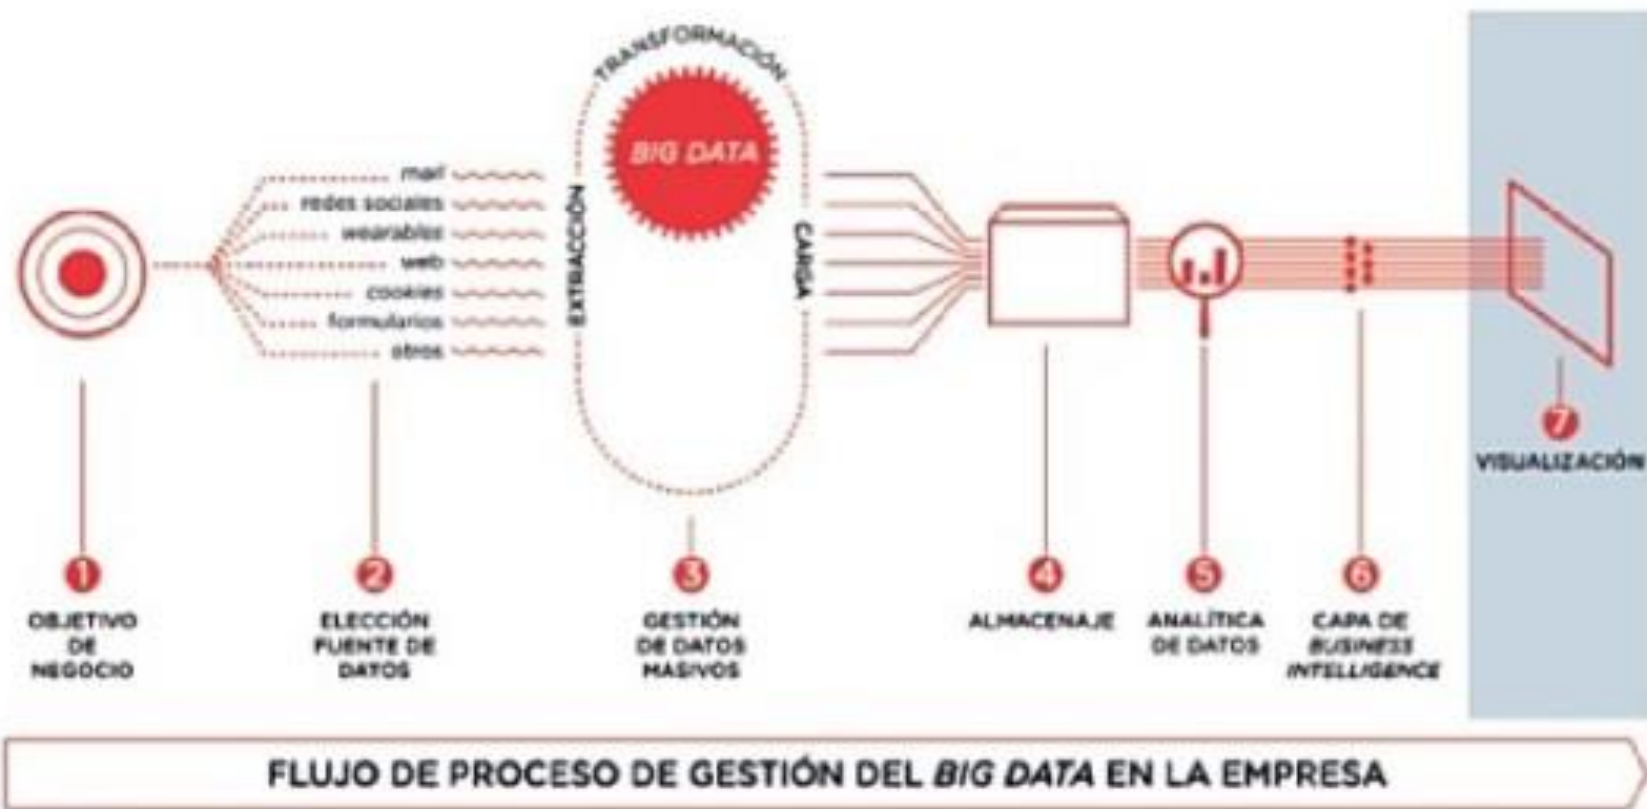 TRANSFORMACIÓN
BIG DATA
EXTRACCIÓN
CARGA
mail
redes sociales
wearables
web
cookies
formularios
otros
1
OBJETIVO
DE
NEGOCIO
2
ELECCIÓN
FUENTE DE
DATOS
3
GESTIÓN
DE DATOS
MASIVOS
4
ALMACENAJE
5
ANALÍTICA
DE DATOS
6
CAPA DE
BUSINESS
INTELLIGENCE
7
VISUALIZACIÓN
FLUJO DE PROCESO DE GESTIÓN DEL BIG DATA EN LA EMPRESA